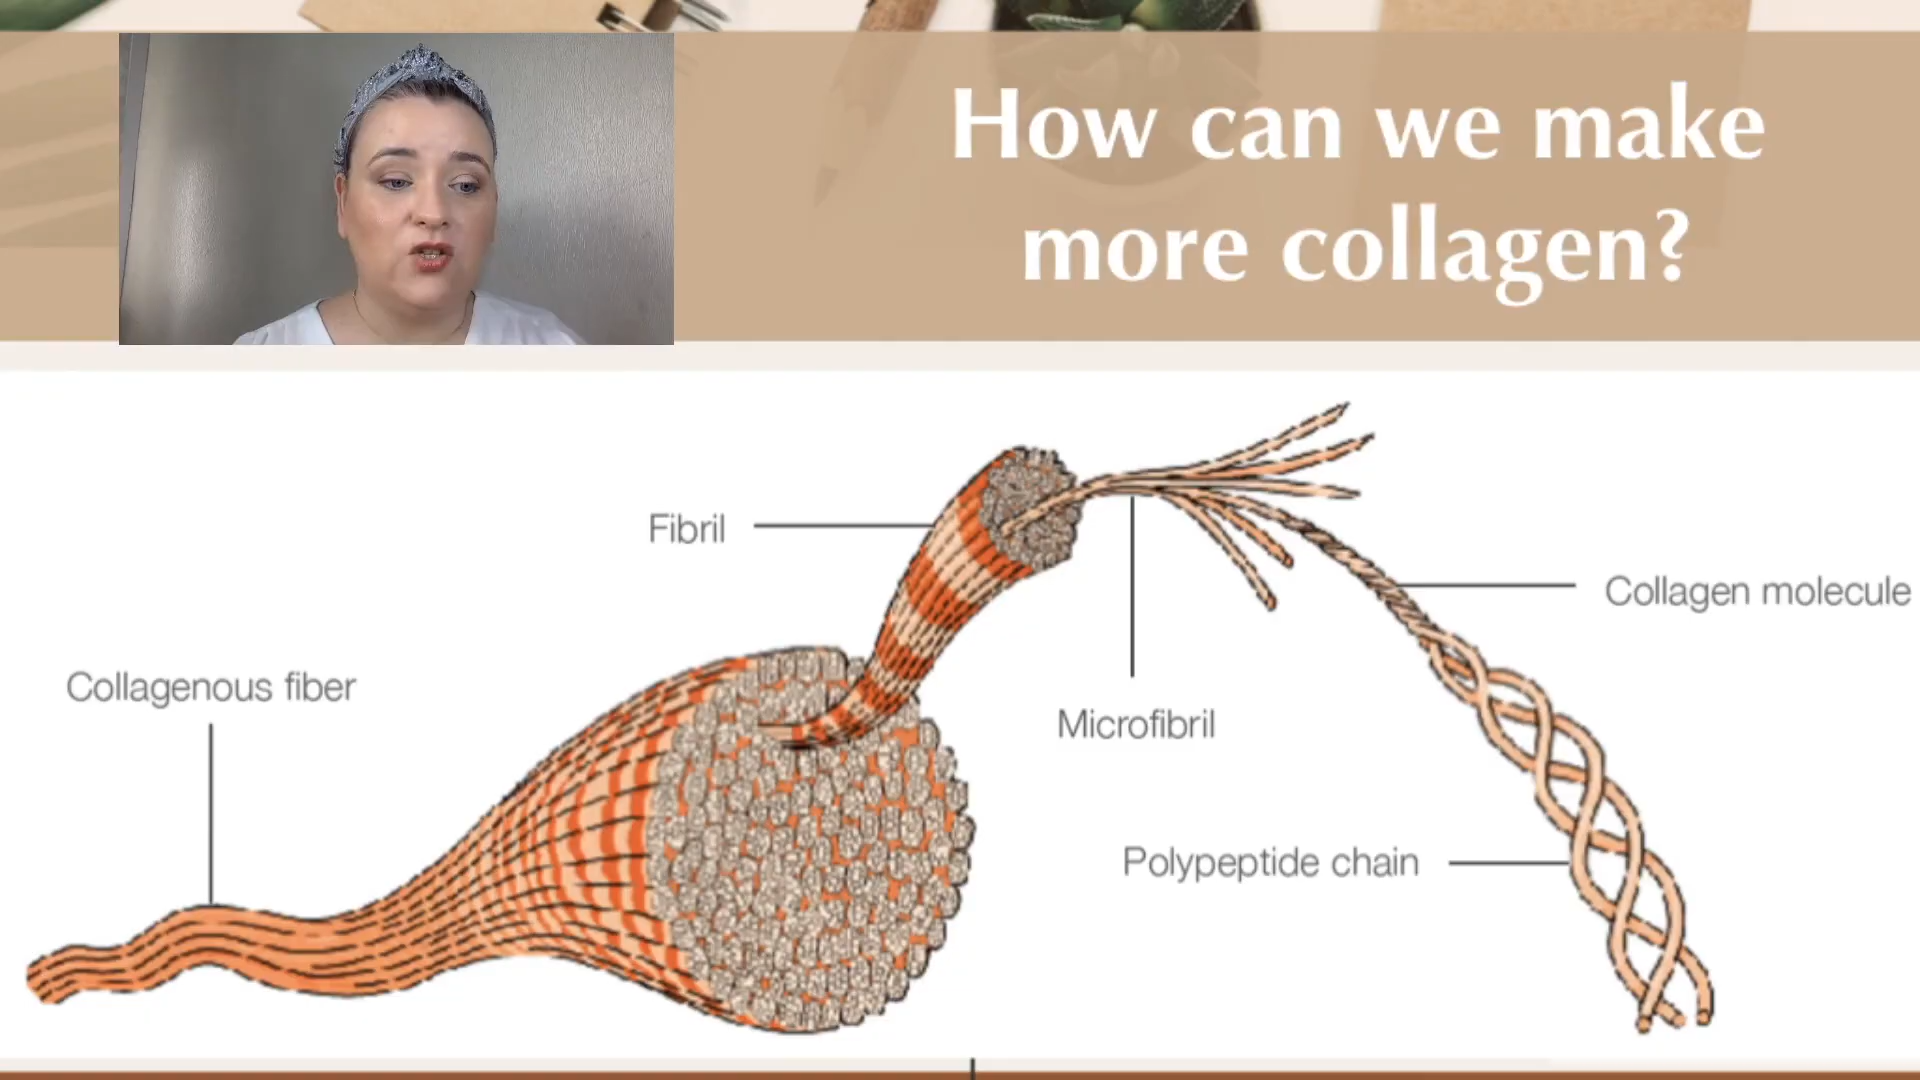 How can we make
more collagen?
Fibril
Collagen molecule
Collagenous fiber
Microfibril
Polypeptide chain